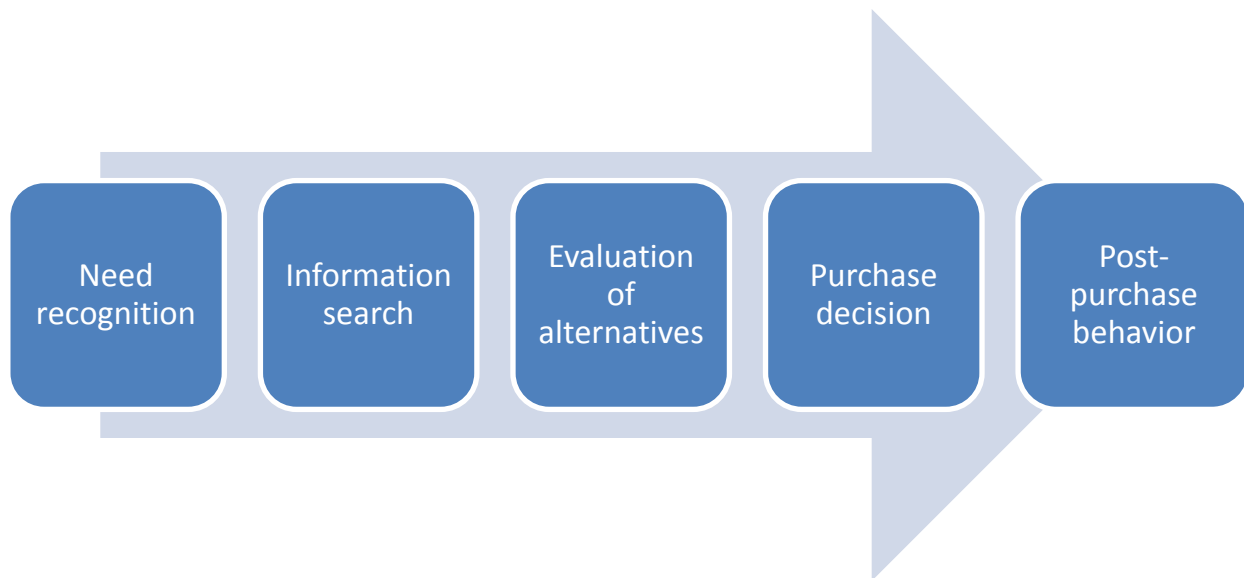 Need
recognition
Information
search
Evaluation
of
alternatives
Purchase
decision
Post-
purchase
behavior